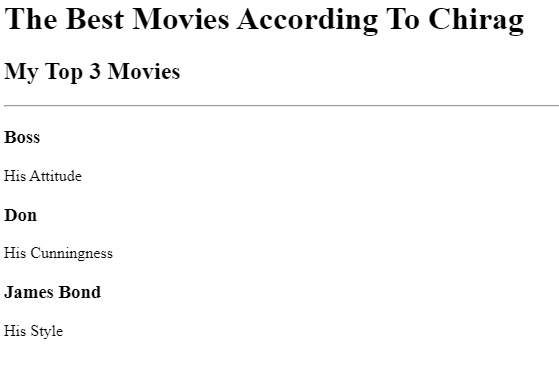 The Best Movies According To Chirag
My Top 3 Movies
Boss
His Attitude
Don
His Cunningness
James Bond
His Style